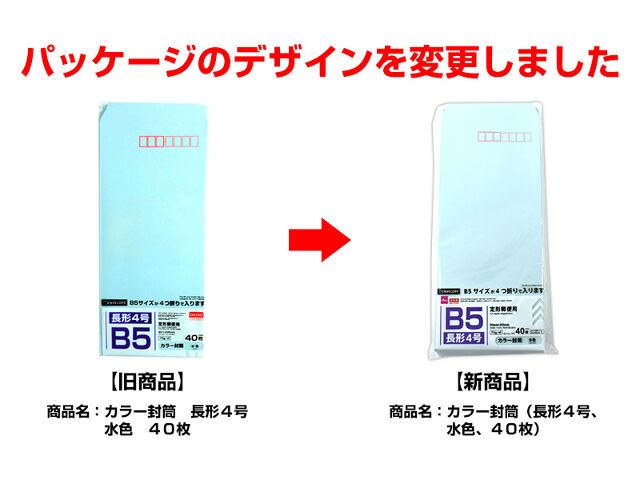 パッケージのデザインを変更しました
ENVELOPE
B5サイズが4つ折りで入ります
長形4号
B5
定形郵便用
40枚
カラー封筒
水色
ENVELOPE
B5サイズが4つ折りで入ります
B5
長形4号
定形郵便用
40枚
カラー封筒
水色
【旧商品】
【新商品】
商品名：カラー封筒　長形４号
水色　４０枚
商品名：カラー封筒（長形４号、
水色、４０枚）